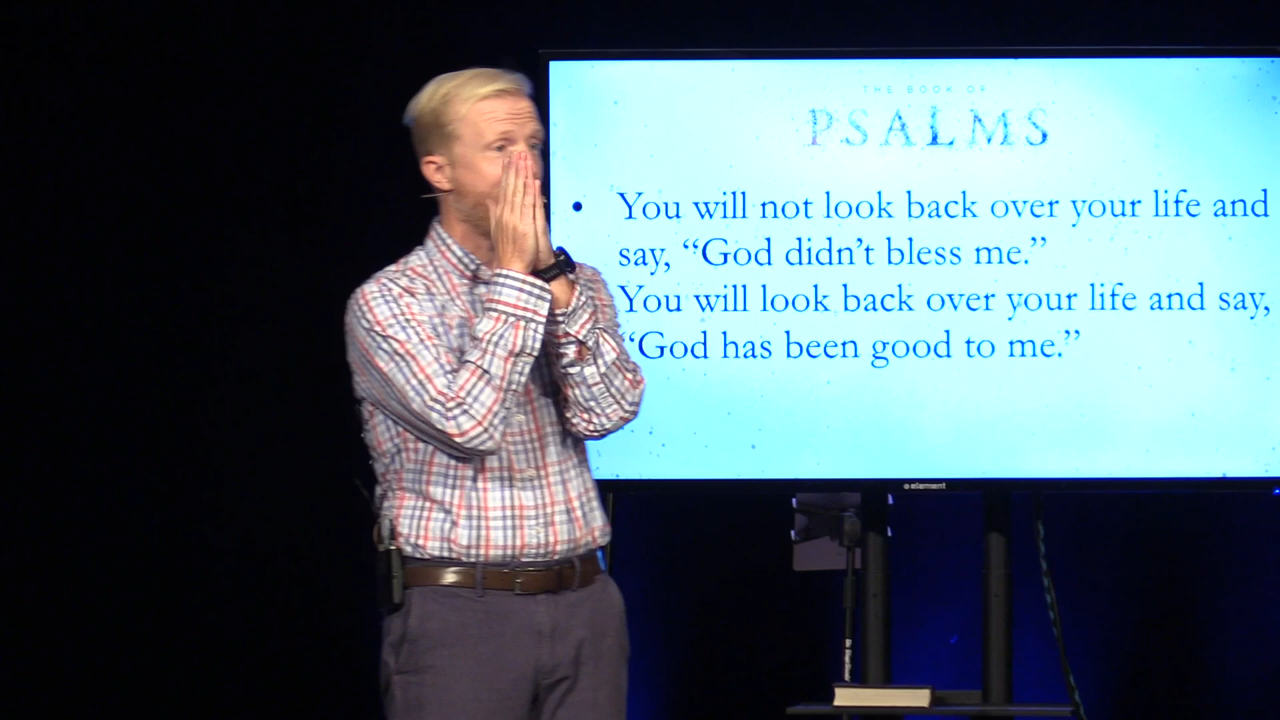 THE BOOK OF
PSALMS
• You will not look back over your life and
say, “God didn’t bless me.”
You will look back over your life and say,
“God has been good to me.”
element